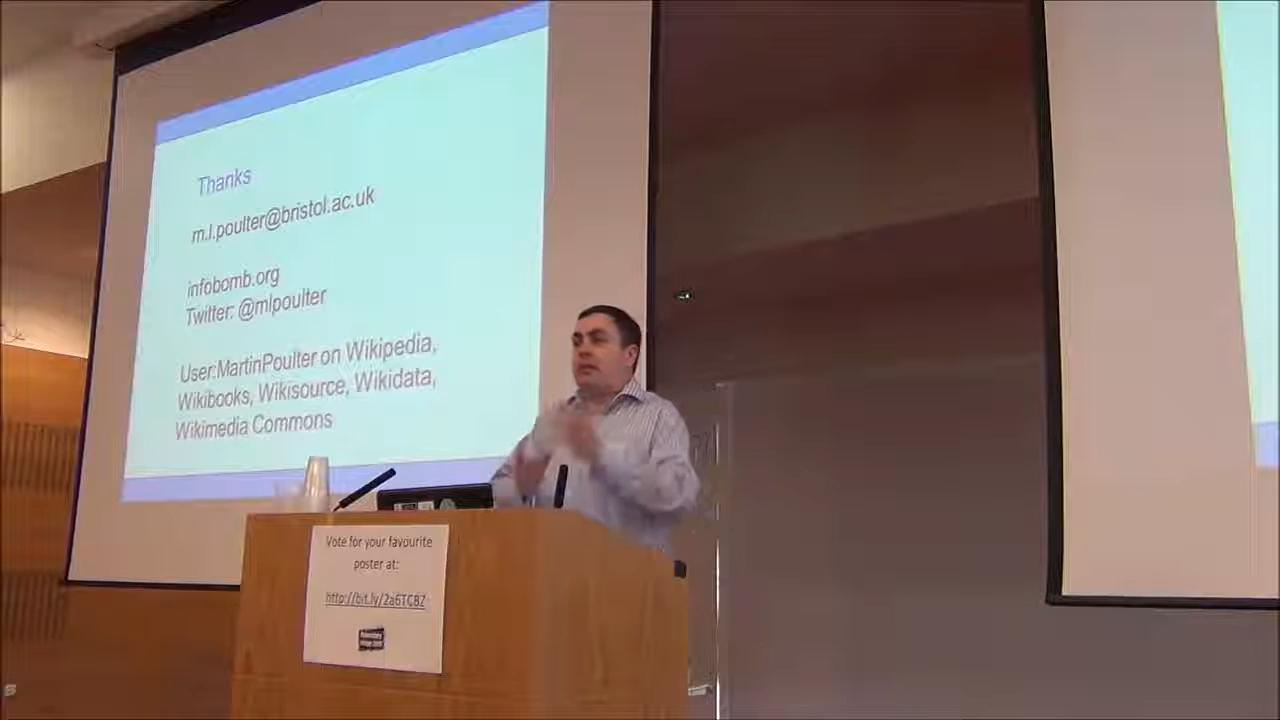 Thanks
m.l.poulter@bristol.ac.uk
infobomb.org
Twitter: @mlpoulter
User:MartinPoulter on Wikipedia,
Wikibooks, Wikisource, Wikidata,
Wikimedia Commons
Vote for your favourite
poster at:
http://bit.ly/2a6TCBZ